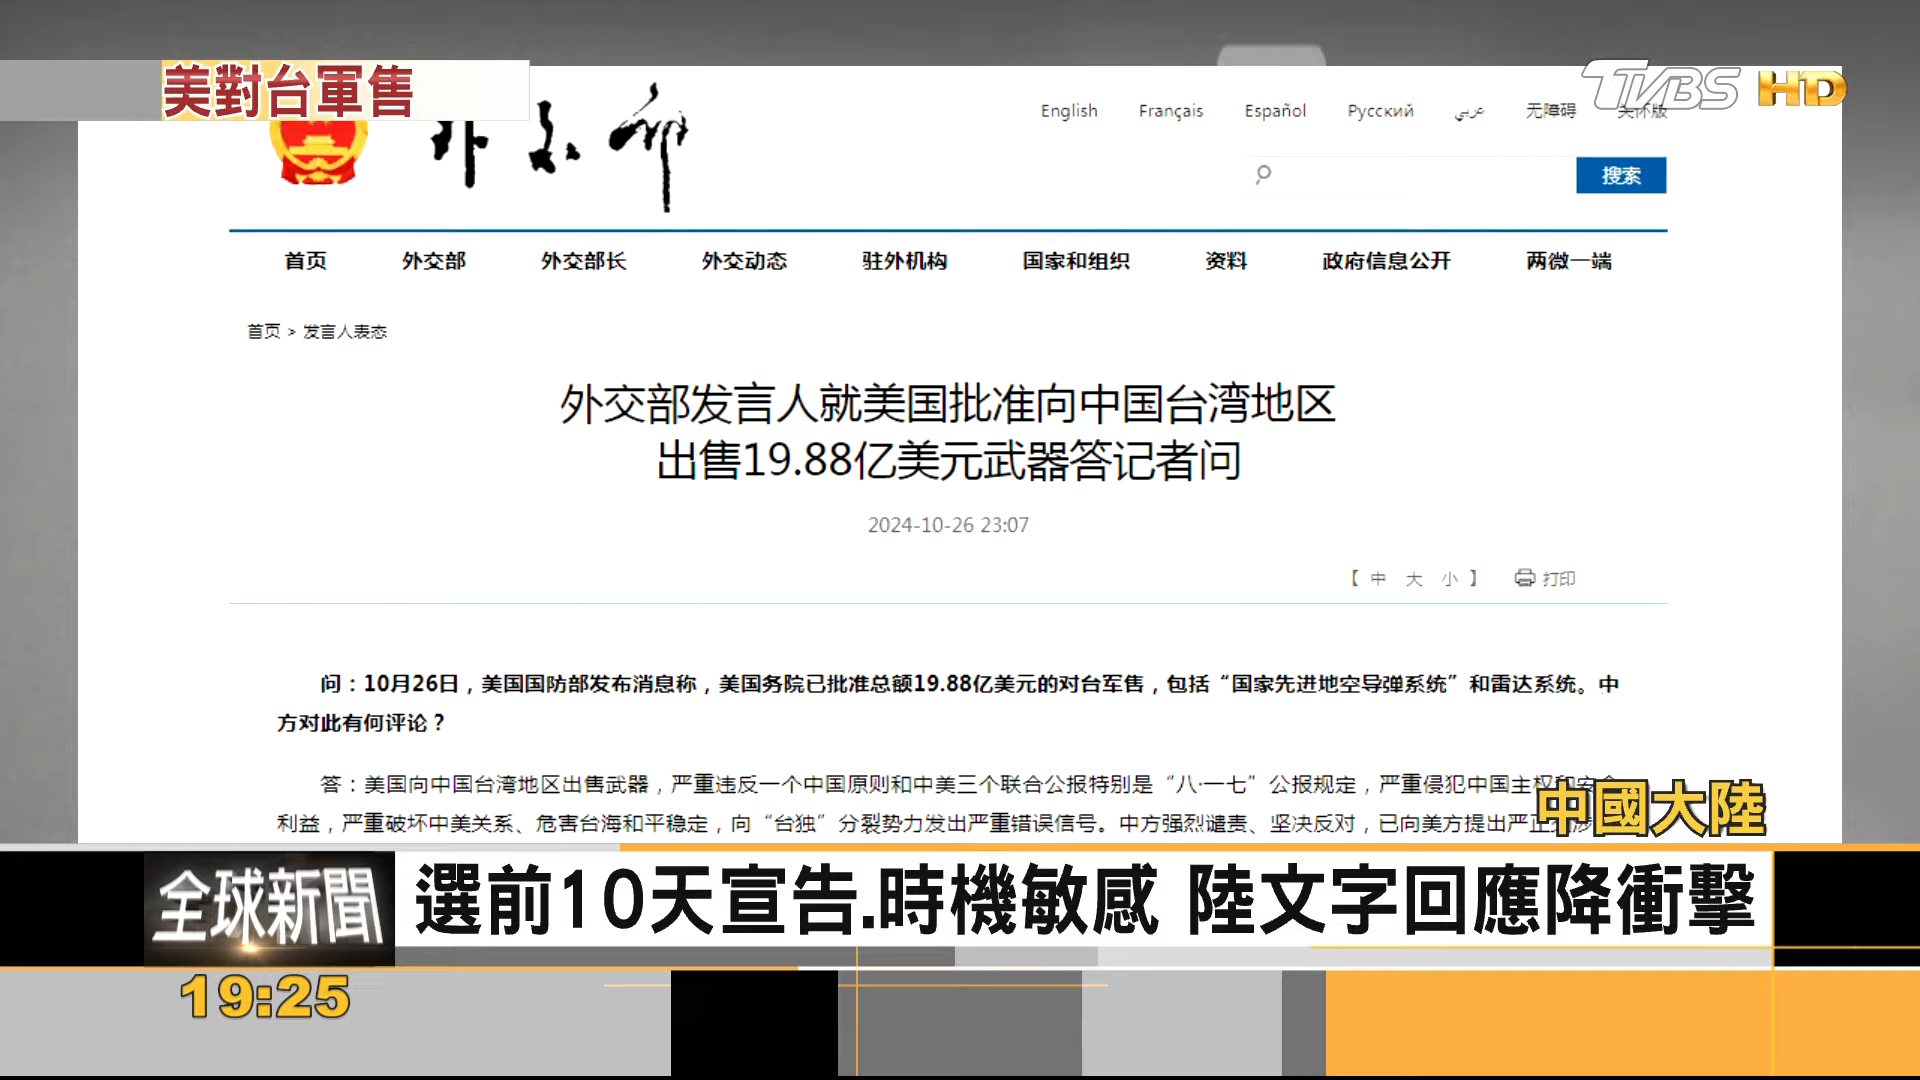 美對台軍售
TVBS HD
外交部
English Français Español Русский عربي 无障碍 关怀版
搜索
首页 外交部 外交部长 外交动态 驻外机构 国家和组织 资料 政府信息公开 两微一端
首页 > 发言人表态
外交部发言人就美国批准向中国台湾地区
出售19.88亿美元武器答记者问
2024-10-26 23:07
【 中 大 小 】 打印
问：10月26日，美国国防部发布消息称，美国务院已批准总额19.88亿美元的对台军售，包括“国家先进地空导弹系统”和雷达系统。中
方对此有何评论？
答：美国向中国台湾地区出售武器，严重违反一个中国原则和中美三个联合公报特别是“八·一七”公报规定，严重侵犯中国主权和安全
利益，严重破坏中美关系、危害台海和平稳定，向“台独”分裂势力发出严重错误信号。中方强烈谴责、坚决反对，已向美方提出严正交涉
中國大陸
全球新聞
選前10天宣告.時機敏感 陸文字回應降衝擊
19:25